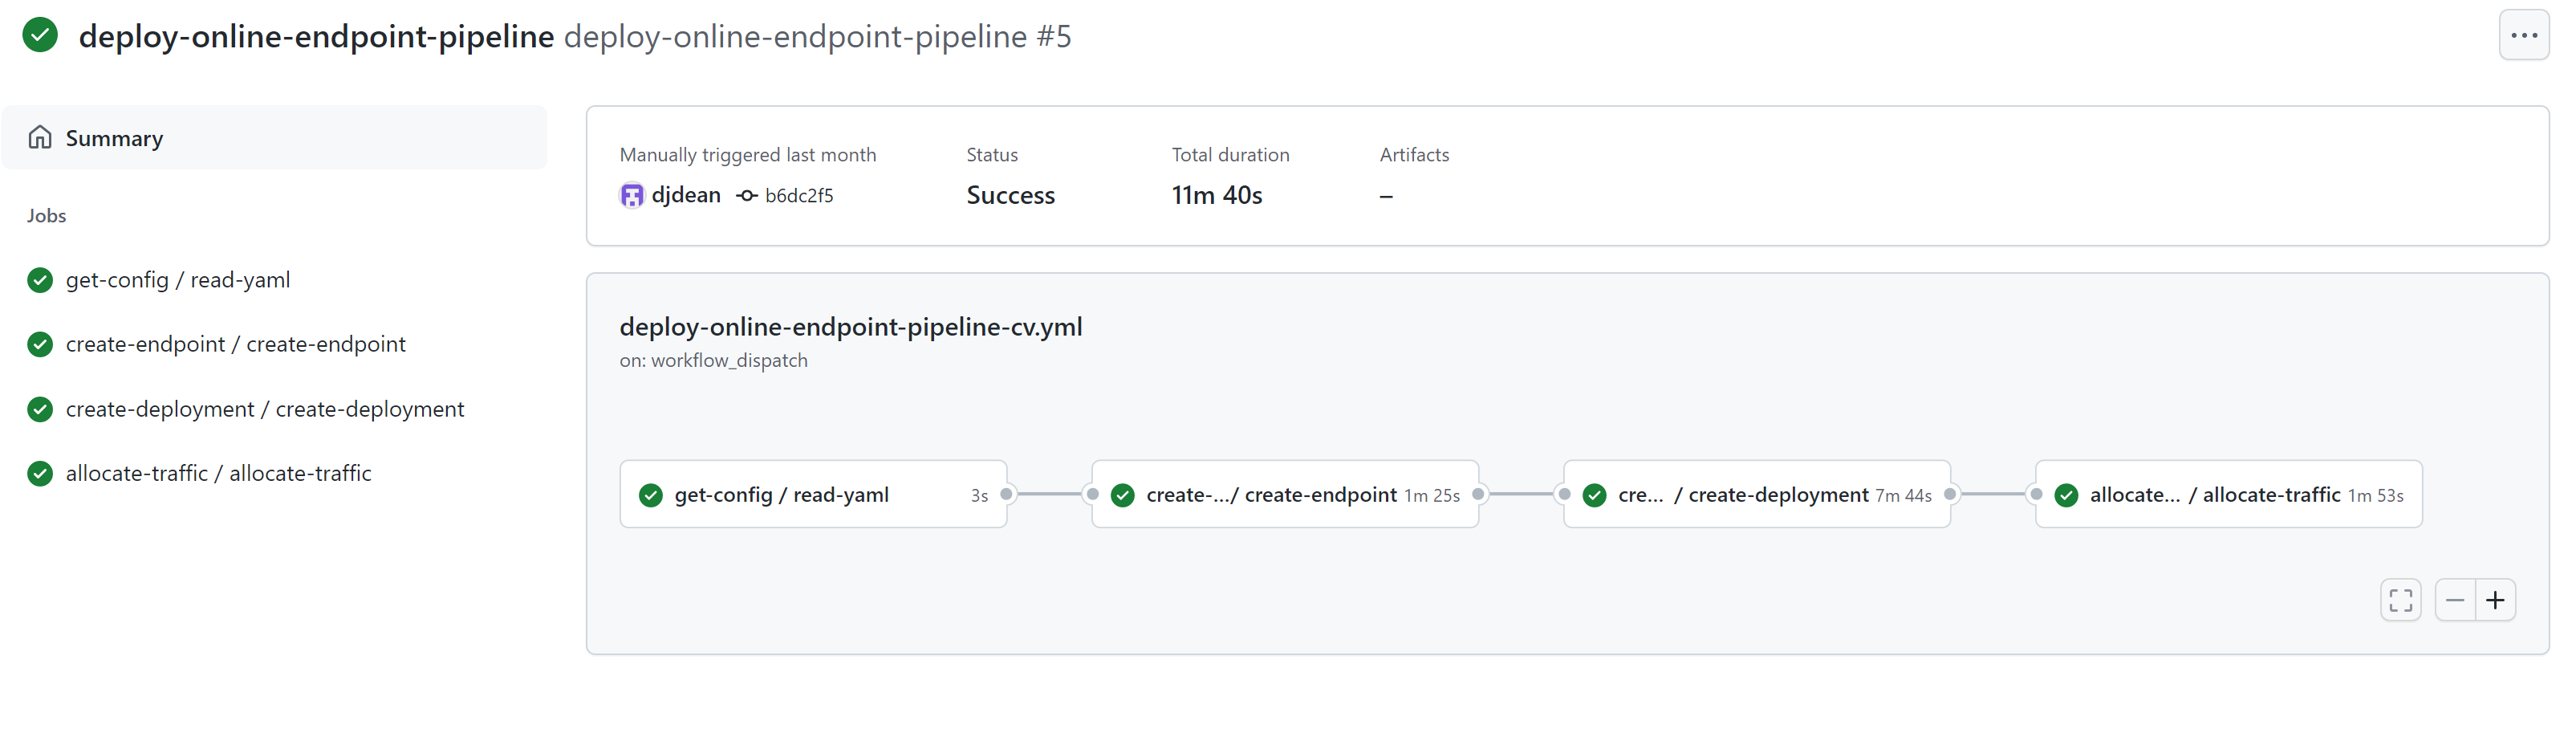 deploy-online-endpoint-pipeline deploy-online-endpoint-pipeline #5
Summary
Jobs
get-config / read-yaml
create-endpoint / create-endpoint
create-deployment / create-deployment
allocate-traffic / allocate-traffic
Manually triggered last month
djdean b6dc2f5
Status
Success
Total duration
11m 40s
Artifacts
–
deploy-online-endpoint-pipeline-cv.yml
on: workflow_dispatch
get-config / read-yaml 3s
create-.../ create-endpoint 1m 25s
cre... / create-deployment 7m 44s
allocate... / allocate-traffic 1m 53s